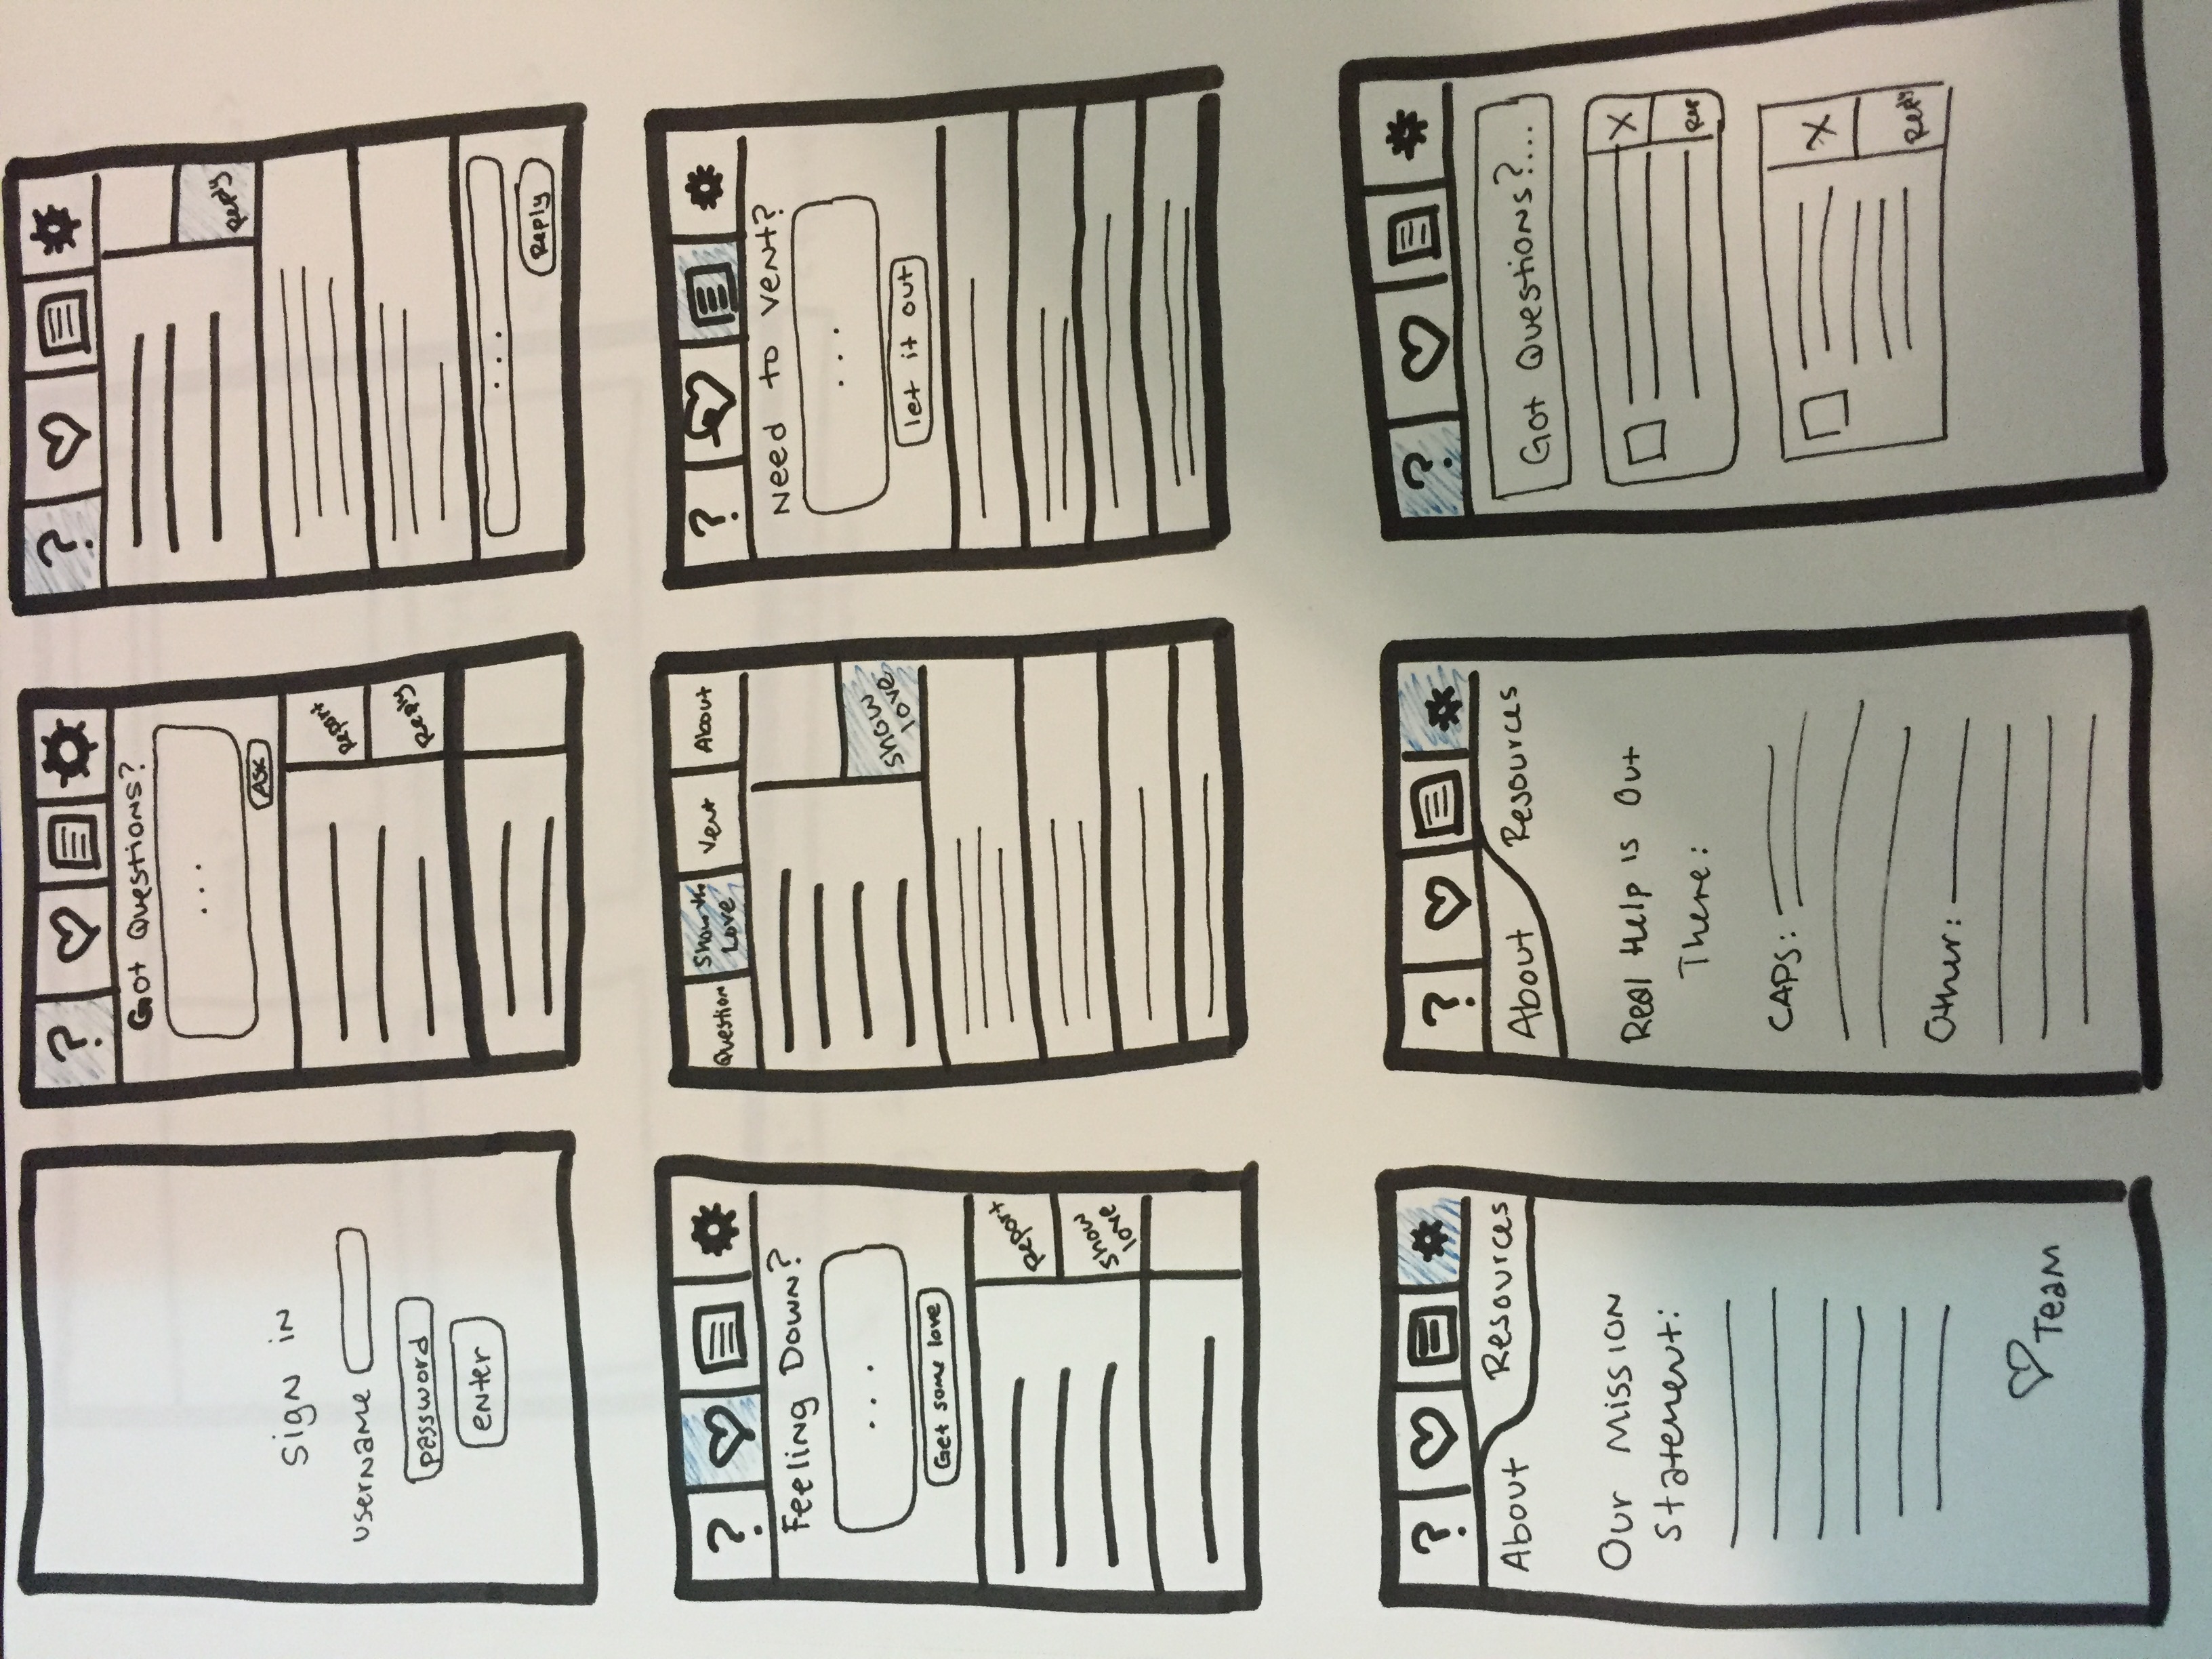 Sign in
username
password
enter
?
Got Questions?
...
Ask
Report
Reply
?
Reply
...
Reply
?
Feeling Down?
...
Get some love
Report
Show
love
Question
Show the
Love
Vent
About
Show
love
?
Need to vent?
...
let it out
?
About
Resources
Our Mission
Statement:
Team
?
About
Resources
Real Help is Out
There:
CAPS:
Other:
?
Got Questions?...
X
Rep
X
Reply